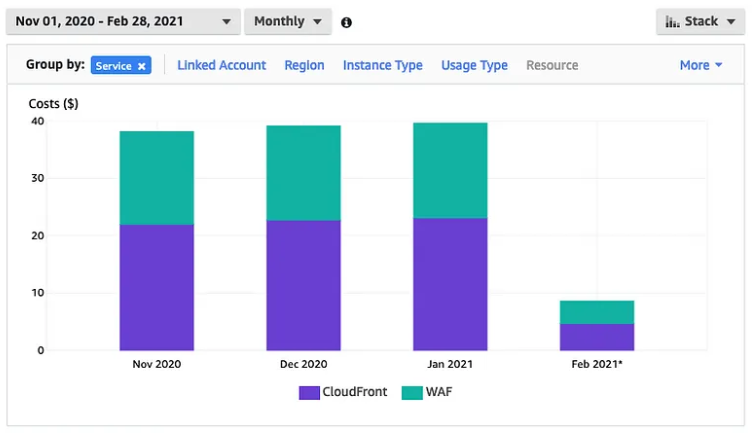 Nov 01, 2020 - Feb 28, 2021 Monthly Stack
Group by: Service × Linked Account Region Instance Type Usage Type Resource More
Costs ($)
40
30
20
10
0
Nov 2020 Dec 2020 Jan 2021 Feb 2021*
CloudFront WAF